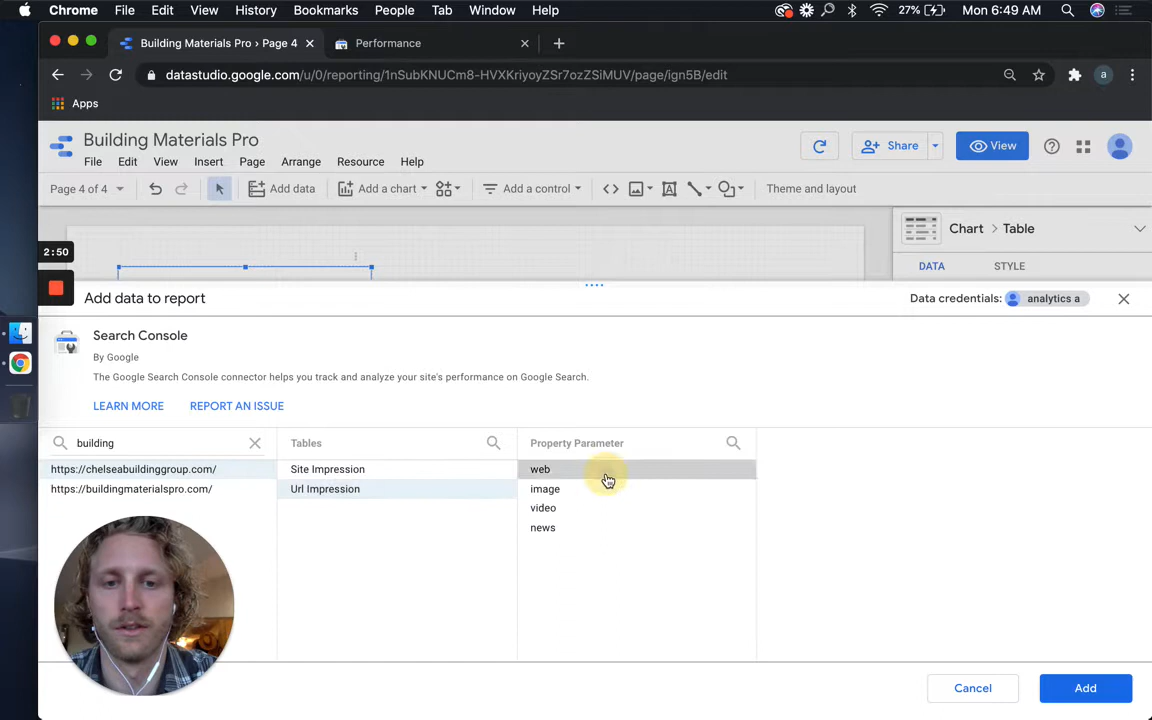 Chrome File Edit View History Bookmarks People Tab Window Help 27% Mon 6:49 AM
Building Materials Pro › Page 4 Performance
datastudio.google.com/u/0/reporting/1nSubKNUCm8-HVXKriyoyZSr7ozZSiMUV/page/ign5B/edit a
Apps
Building Materials Pro
File Edit View Insert Page Arrange Resource Help
Share View
Page 4 of 4 Add data Add a chart Add a control Theme and layout
Chart > Table
2:50
DATA STYLE
Add data to report Data credentials: analytics a
Search Console
By Google
The Google Search Console connector helps you track and analyze your site's performance on Google Search.
LEARN MORE REPORT AN ISSUE
building Tables Property Parameter
https://chelseabuildinggroup.com/ Site Impression web
https://buildingmaterialspro.com/ Url Impression image
video
news
Cancel Add